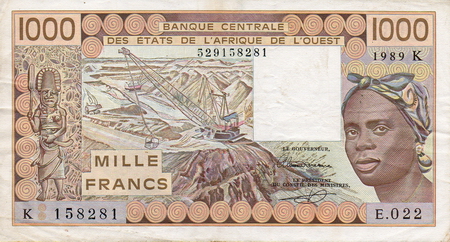 1000 BANQUE CENTRALE 1000
DES ÉTATS DE L'AFRIQUE DE L'OUEST
529158281
1989 K
LE GOUVERNEUR,
LE PRÉSIDENT
DU CONSEIL DES MINISTRES,
MILLE
FRANCS
K 158281
E.022